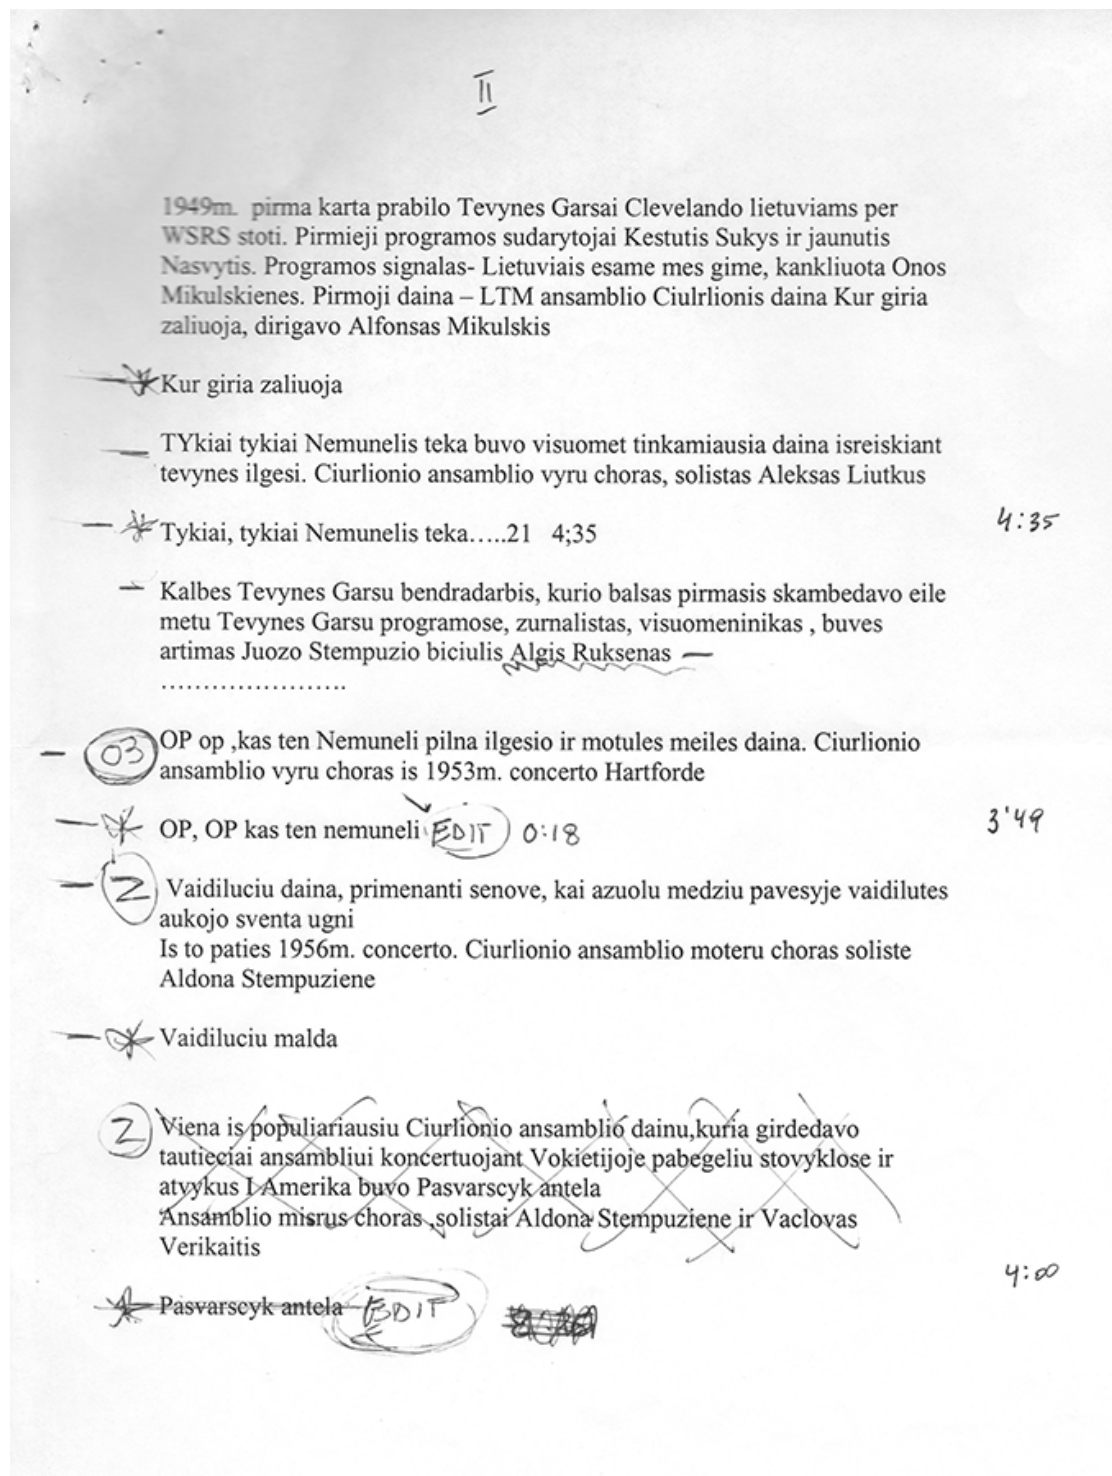 II
1949m. pirma karta prabilo Tevynes Garsai Clevelando lietuviams per
WSRS stoti. Pirmieji programos sudarytojai Kestutis Sukys ir jaunutis
Nasvytis. Programos signalas- Lietuviais esame mes gime, kankliuota Onos
Mikulskienes. Pirmoji daina – LTM ansamblio Ciulrlionis daina Kur giria
zaliuoja, dirigavo Alfonsas Mikulskis
Kur giria zaliuoja
TYkiai tykiai Nemunelis teka buvo visuomet tinkamiausia daina isreiskiant
tevynes ilgesi. Ciurlionio ansamblio vyru choras, solistas Aleksas Liutkus
Tykiai, tykiai Nemunelis teka…..21 4;35 4:35
Kalbes Tevynes Garsu bendradarbis, kurio balsas pirmasis skambedavo eile
metu Tevynes Garsu programose, zurnalistas, visuomeninikas , buves
artimas Juozo Stempuzio biciulis Algis Ruksenas —
…………………
03 OP op ,kas ten Nemuneli pilna ilgesio ir motules meiles daina. Ciurlionio
ansamblio vyru choras is 1953m. concerto Hartforde
OP, OP kas ten nemuneli EDIT 0:18 3'49
2 Vaidiluciu daina, primenanti senove, kai azuolu medziu pavesyje vaidilutes
aukojo sventa ugni
Is to paties 1956m. concerto. Ciurlionio ansamblio moteru choras soliste
Aldona Stempuziene
Vaidiluciu malda
2 Viena is populiariausiu Ciurlionio ansamblio dainu,kuria girdedavo
tautieciai ansambliui koncertuojant Vokietijoje pabegeliu stovyklose ir
atvykus I Amerika buvo Pasvarscyk antela
Ansamblio misrus choras ,solistai Aldona Stempuziene ir Vaclovas
Verikaitis
4:00
Pasvarscyk antela EDIT